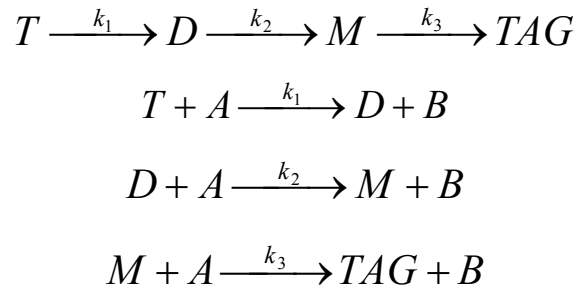 T —k₁→ D —k₂→ M —k₃→ TAG
T + A —k₁→ D + B
D + A —k₂→ M + B
M + A —k₃→ TAG + B